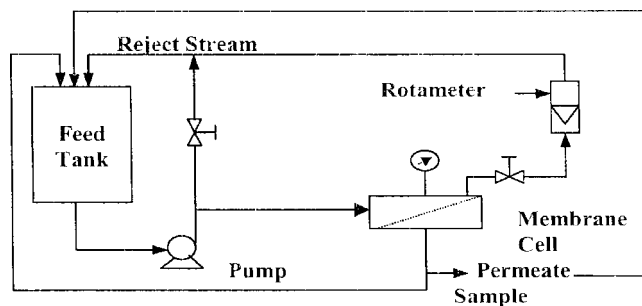 Reject Stream
Rotameter
Feed
Tank
Membrane
Cell
Pump
Permeate
Sample